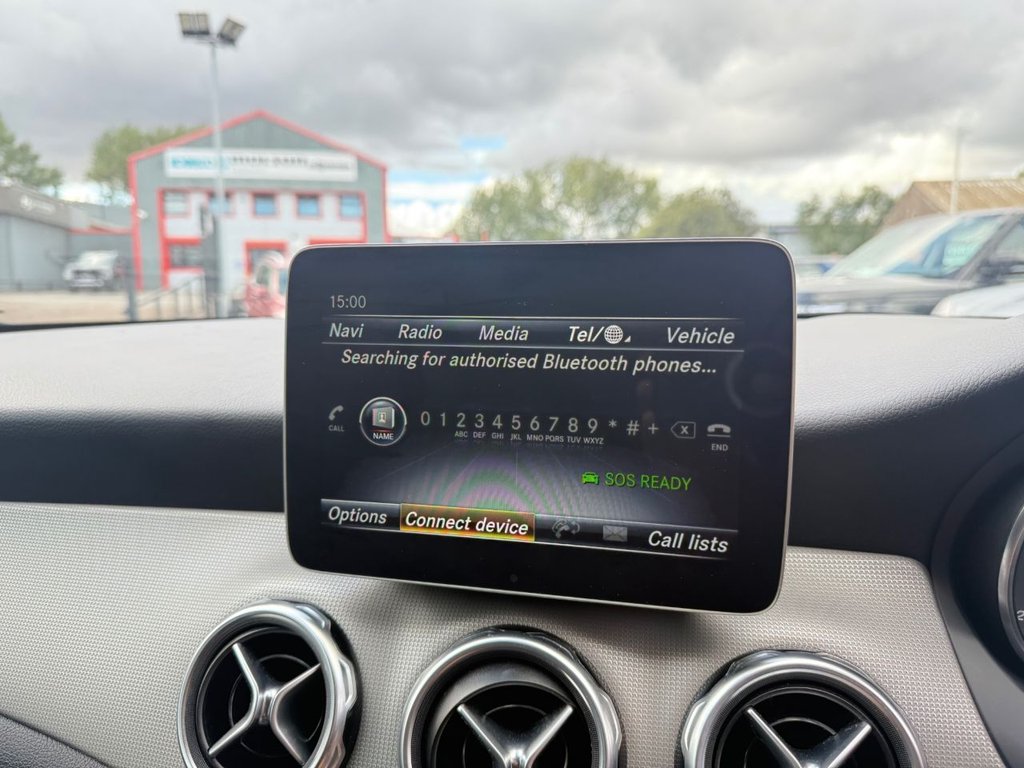 15:00
Navi Radio Media Tel/ Vehicle
Searching for authorised Bluetooth phones...
CALL NAME 0 1 2 3 4 5 6 7 8 9 * # + X END
ABC DEF GHI JKL MNO PQRS TUV WXYZ
SOS READY
Options Connect device Call lists